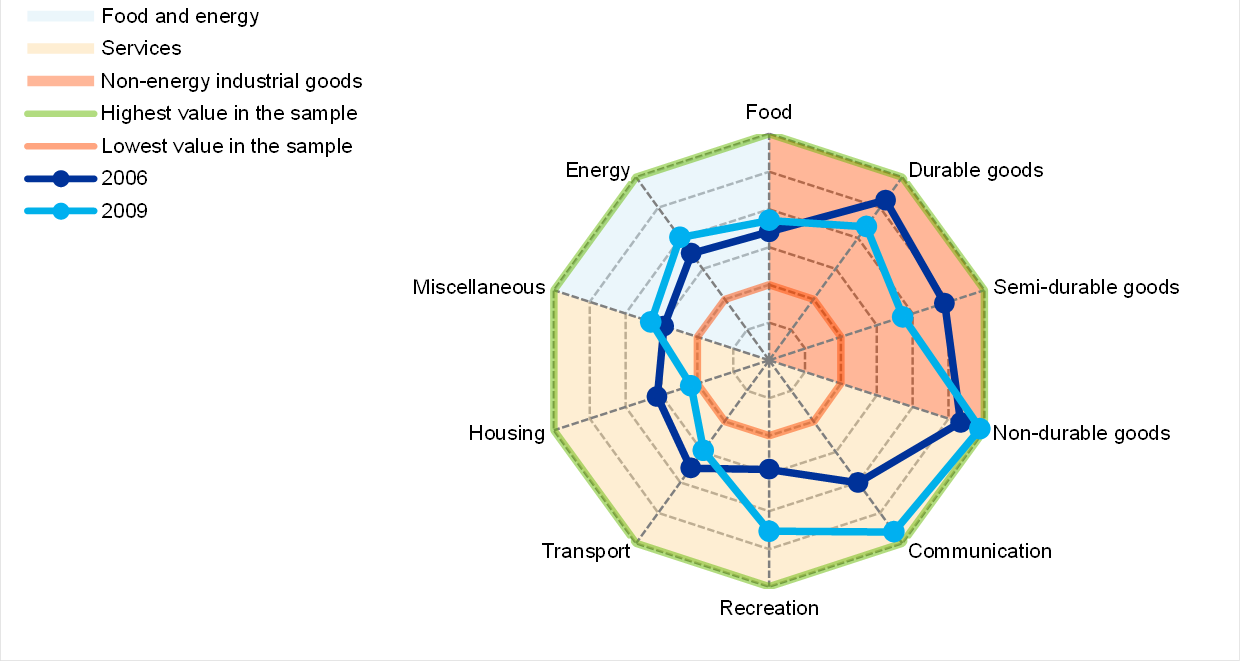 Food and energy
Services
Non-energy industrial goods
Highest value in the sample
Lowest value in the sample
2006
2009
Food
Durable goods
Energy
Semi-durable goods
Miscellaneous
Non-durable goods
Housing
Communication
Transport
Recreation